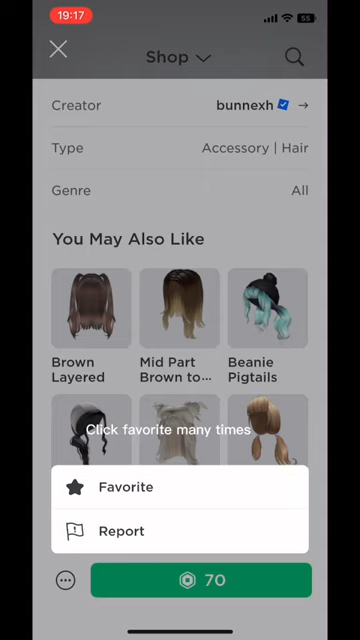 19:17
55
Shop
Creator
bunnexh
Type
Accessory | Hair
Genre
All
You May Also Like
Brown
Layered
Mid Part
Brown to...
Beanie
Pigtails
Click favorite many times
Favorite
Report
70